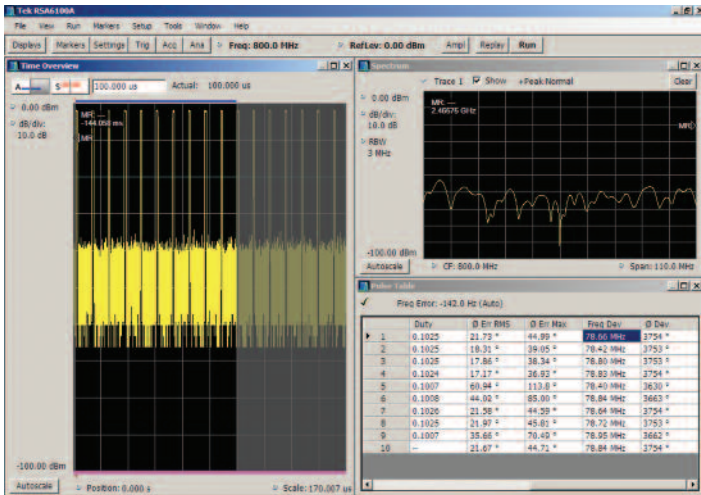 Tek RSA6100A
File View Run Markers Setup Tools Window Help
Displays Markers Settings Trig Acq Ana Freq: 800.0 MHz RefLev: 0.00 dBm Ampl Replay Run
Time Overview
A S 100.000 us Actual: 100.000 us
0.00 dBm
dB/div:
10.0 dB
MR: ---
-144.058 ms
MR
-100.00 dBm
Autoscale Position: 0.000 s Scale: 170.007 us
Spectrum
Trace 1 Show +Peak Normal Clear
0.00 dBm
dB/div:
10.0 dB
RBW
3 MHz
MR: ---
2.46675 GHz
MR
-100.00 dBm
Autoscale CF: 800.0 MHz Span: 110.0 MHz
Pulse Table
Freq Error: -142.0 Hz (Auto)
Duty Ø Err RMS Ø Err Max Freq Dev Ø Dev
1 0.1025 21.73 ° 44.99 ° 78.66 MHz 3754 °
2 0.1025 18.31 ° 39.05 ° 78.42 MHz 3753 °
3 0.1025 17.86 ° 38.34 ° 78.80 MHz 3753 °
4 0.1024 17.17 ° 36.93 ° 78.83 MHz 3754 °
5 0.1007 60.94 ° 113.8 ° 78.40 MHz 3630 °
6 0.1008 44.02 ° 85.00 ° 78.84 MHz 3663 °
7 0.1026 21.58 ° 44.59 ° 78.64 MHz 3754 °
8 0.1025 21.97 ° 45.81 ° 78.72 MHz 3753 °
9 0.1007 35.66 ° 70.49 ° 78.95 MHz 3662 °
10 -- 21.67 ° 44.71 ° 78.84 MHz 3754 °